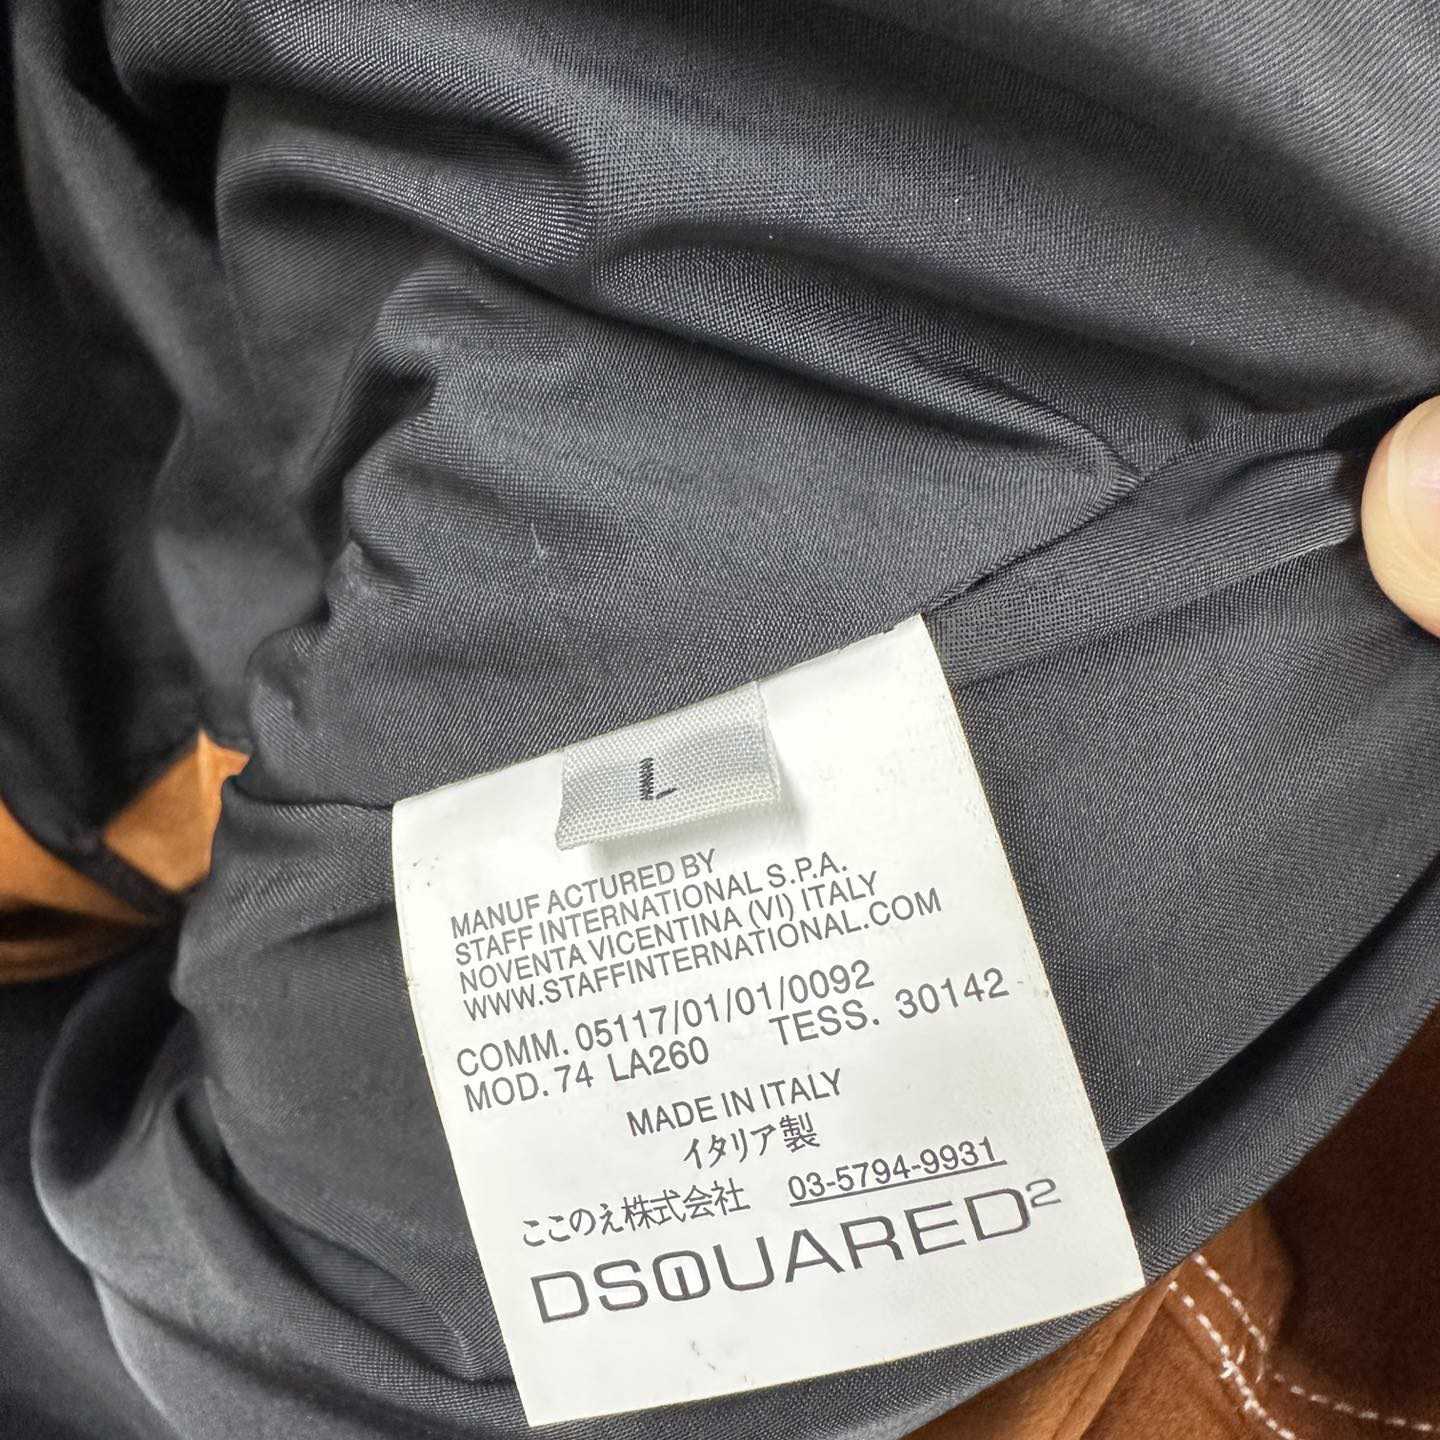 L
MANUFACTURED BY
STAFF INTERNATIONAL S.P.A.
NOVENTA VICENTINA (VI) ITALY
WWW.STAFFINTERNATIONAL.COM
COMM. 05117/01/01/0092
MOD. 74 LA260 TESS. 30142
MADE IN ITALY
イタリア製
ここのえ株式会社 03-5794-9931
DSQUARED2